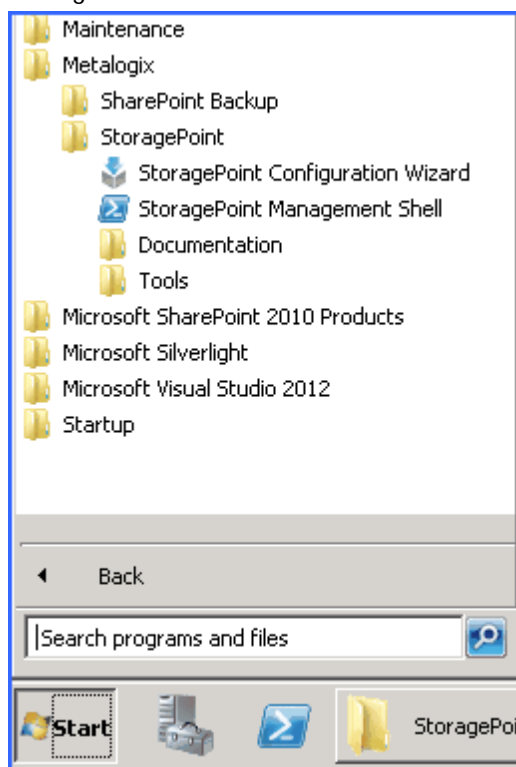 Maintenance
Metalogix
SharePoint Backup
StoragePoint
StoragePoint Configuration Wizard
StoragePoint Management Shell
Documentation
Tools
Microsoft SharePoint 2010 Products
Microsoft Silverlight
Microsoft Visual Studio 2012
Startup
Back
Search programs and files
Start
StoragePoi